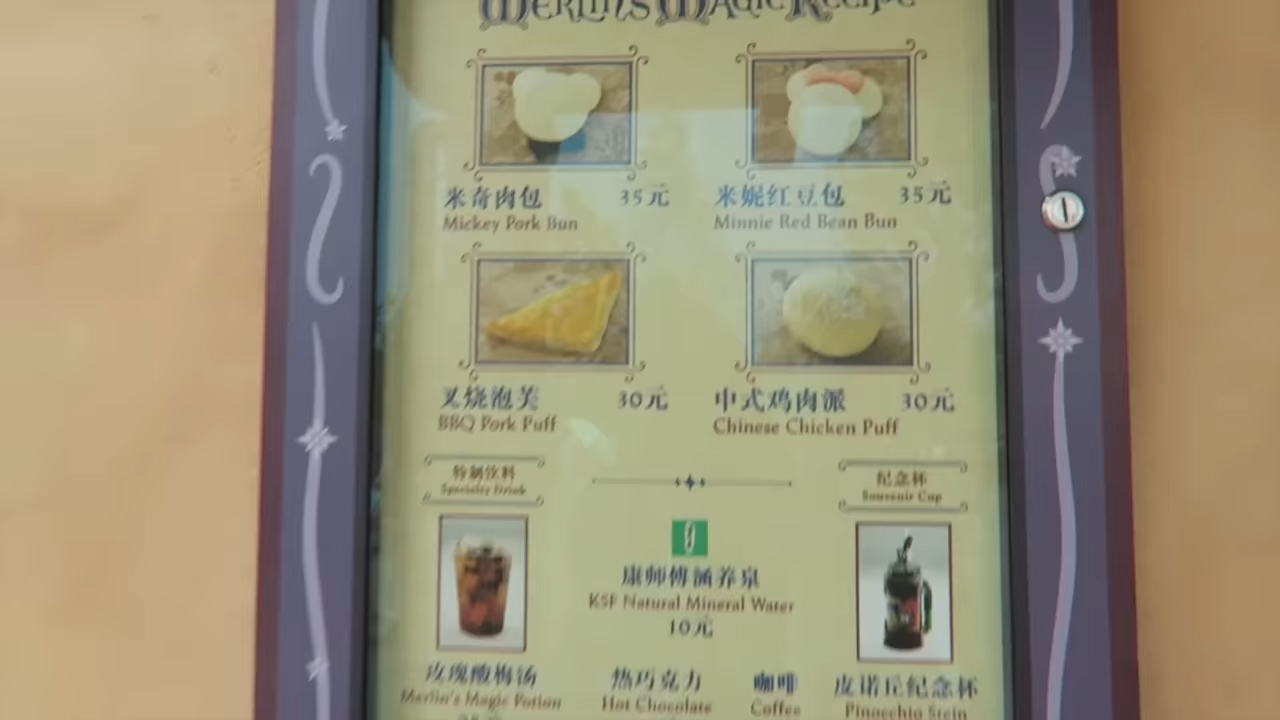 Merlin's Magic Recipe
米奇肉包 35元
Mickey Pork Bun
米妮红豆包 35元
Minnie Red Bean Bun
叉烧泡芙 30元
BBQ Pork Puff
中式鸡肉派 30元
Chinese Chicken Puff
特制饮料
Specialty Drink
纪念杯
Souvenir Cup
康师傅涵养泉
KSF Natural Mineral Water
10元
玫瑰酸梅汤
Merlin's Magic Potion
热巧克力
Hot Chocolate
咖啡
Coffee
皮诺丘纪念杯
Pinocchio Stein